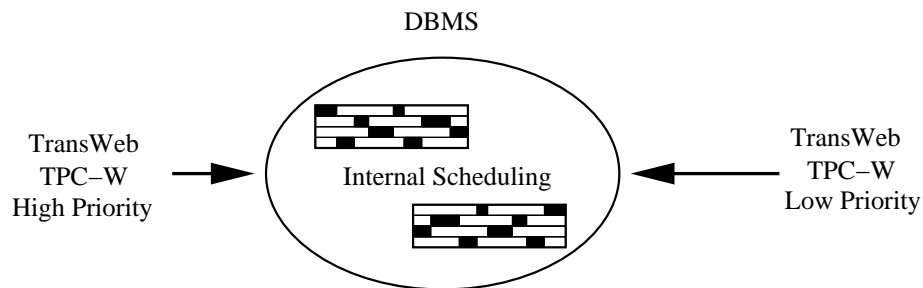 DBMS
TransWeb
TPC−W
High Priority
Internal Scheduling
TransWeb
TPC−W
Low Priority